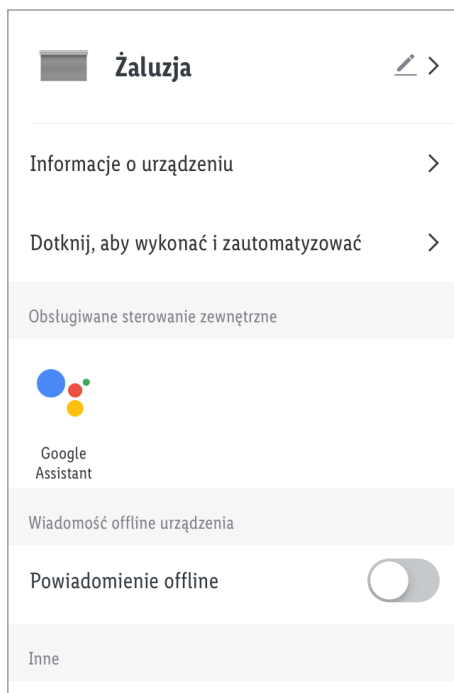 Żaluzja
Informacje o urządzeniu
Dotknij, aby wykonać i zautomatyzować
Obsługiwane sterowanie zewnętrzne
Google
Assistant
Wiadomość offline urządzenia
Powiadomienie offline
Inne